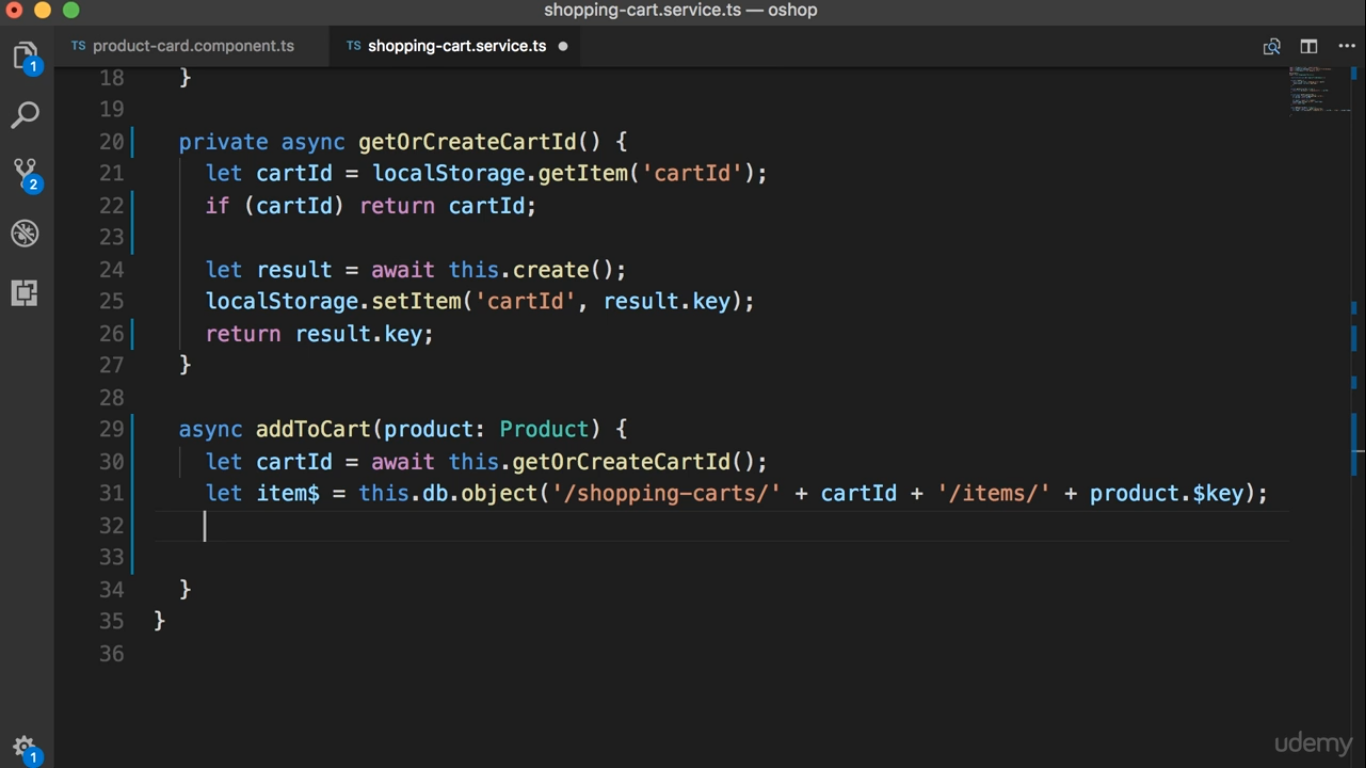 shopping-cart.service.ts — oshop
TS product-card.component.ts
TS shopping-cart.service.ts
1
2
18 }
19
20 private async getOrCreateCartId() {
21 let cartId = localStorage.getItem('cartId');
22 if (cartId) return cartId;
23
24 let result = await this.create();
25 localStorage.setItem('cartId', result.key);
26 return result.key;
27 }
28
29 async addToCart(product: Product) {
30 let cartId = await this.getOrCreateCartId();
31 let item$ = this.db.object('/shopping-carts/' + cartId + '/items/' + product.$key);
32
33
34 }
35 }
36
1
udemy